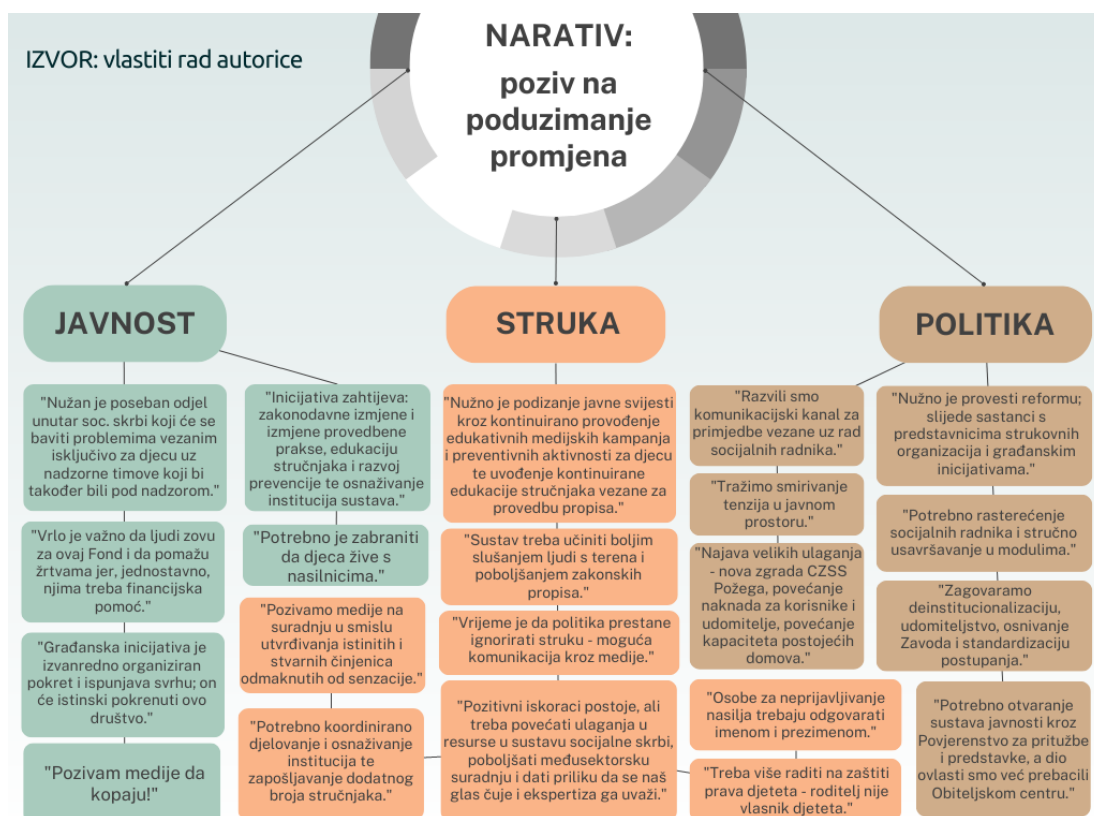 IZVOR: vlastiti rad autorice
NARATIV:
poziv na
poduzimanje
promjena
JAVNOST
"Nužan je poseban odjel
unutar soc. skrbi koji će se
baviti problemima vezanim
isključivo za djecu uz
nadzorne timove koji bi
također bili pod nadzorom."
"Vrlo je važno da ljudi zovu
za ovaj Fond i da pomažu
žrtvama jer, jednostavno,
njima treba financijska
pomoć."
"Građanska inicijativa je
izvanredno organiziran
pokret i ispunjava svrhu; on
će istinski pokrenuti ovo
društvo."
"Pozivam medije da
kopaju!"
"Inicijativa zahtijeva:
zakonodavne izmjene i
izmjene provedbene
prakse, edukaciju
stručnjaka i razvoj
prevencije te osnaživanje
institucija sustava."
"Potrebno je zabraniti
da djeca žive s
nasilnicima."
STRUKA
"Pozivamo medije na
suradnju u smislu
utvrđivanja istinitih i
stvarnih činjenica
odmaknutih od senzacije."
"Potrebno koordinirano
djelovanje i osnaživanje
institucija te
zapošljavanje dodatnog
broja stručnjaka."
"Nužno je podizanje javne svijesti
kroz kontinuirano provođenje
edukativnih medijskih kampanja
i preventivnih aktivnosti za djecu
te uvođenje kontinuirane
edukacije stručnjaka vezane za
provedbu propisa."
"Sustav treba učiniti boljim
slušanjem ljudi s terena i
poboljšanjem zakonskih
propisa."
"Vrijeme je da politika prestane
ignorirati struku - moguća
komunikacija kroz medije."
"Pozitivni iskoraci postoje, ali
treba povećati ulaganja u
resurse u sustavu socijalne skrbi,
poboljšati međusektorsku
suradnju i dati priliku da se naš
glas čuje i ekspertiza ga uvaži."
"Osobe za neprijavljivanje
nasilja trebaju odgovarati
imenom i prezimenom."
"Treba više raditi na zaštiti
prava djeteta - roditelj nije
vlasnik djeteta."
POLITIKA
"Razvili smo
komunikacijski kanal za
primjedbe vezane uz rad
socijalnih radnika."
"Tražimo smirivanje
tenzija u javnom
prostoru."
"Najava velikih ulaganja
- nova zgrada CZSS
Požega, povećanje
naknada za korisnike i
udomitelje, povećanje
kapaciteta postojećih
domova."
"Nužno je provesti reformu;
slijede sastanci s
predstavnicima strukovnih
organizacija i građanskim
inicijativama."
"Potrebno rasterećenje
socijalnih radnika i stručno
usavršavanje u modulima."
"Zagovaramo
deinstitucionalizaciju,
udomiteljstvo, osnivanje
Zavoda i standardizaciju
postupanja."
"Potrebno otvaranje
sustava javnosti kroz
Povjerenstvo za pritužbe
i predstavke, a dio
ovlasti smo već prebacili
Obiteljskom centru."